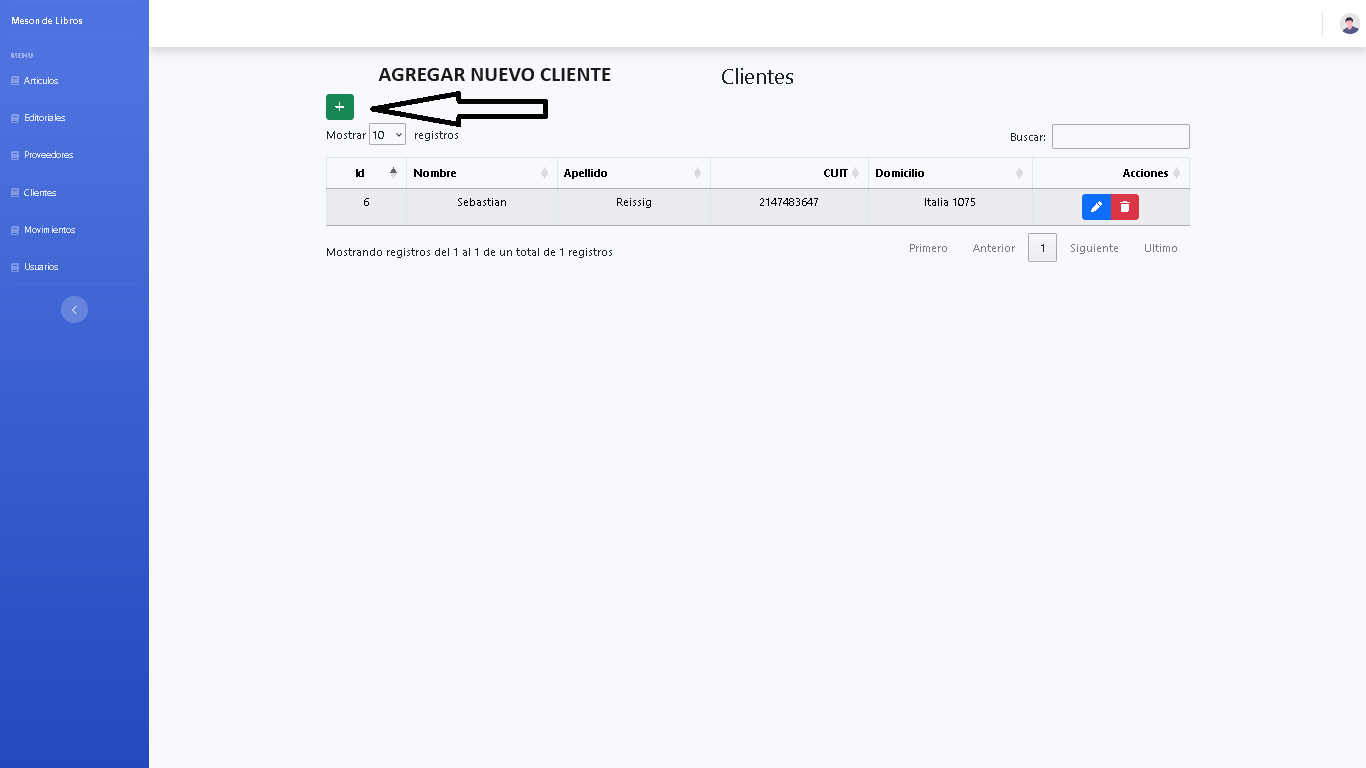 Meson de Libros
MENU
Articulos
Editoriales
Proveedores
Clientes
Movimientos
Usuarios
AGREGAR NUEVO CLIENTE
Clientes
+
Mostrar 10 registros
Buscar:
Id Nombre Apellido CUIT Domicilio Acciones
6 Sebastian Reissig 2147483647 Italia 1075
Mostrando registros del 1 al 1 de un total de 1 registros
Primero Anterior 1 Siguiente Ultimo